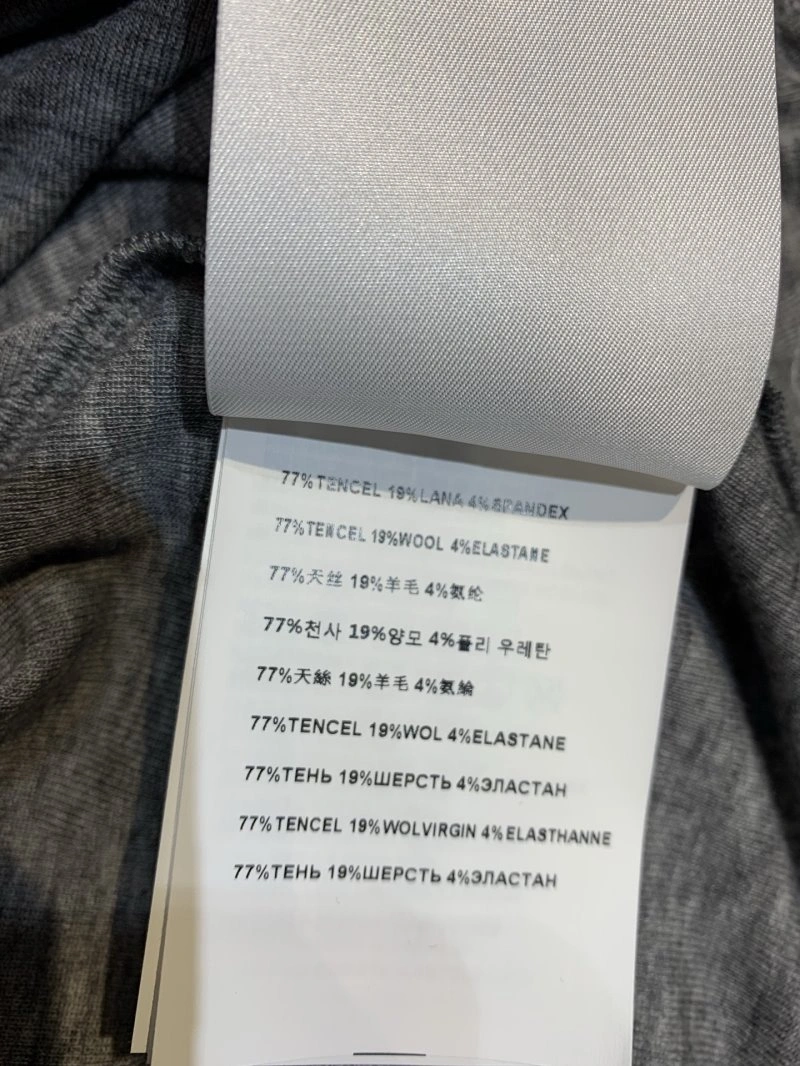 77%TENCEL 19%LANA 4%SPANDEX
77%TENCEL 19%WOOL 4%ELASTANE
77%天丝 19%羊毛 4%氨纶
77%천사 19%양모 4%폴리 우레탄
77%天絲 19%羊毛 4%氨綸
77%TENCEL 19%WOL 4%ELASTANE
77%ТЕНЬ 19%ШЕРСТЬ 4%ЭЛАСТАН
77%TENCEL 19%WOLVIRGIN 4%ELASTHANNE
77%ТЕНЬ 19%ШЕРСТЬ 4%ЭЛАСТАН